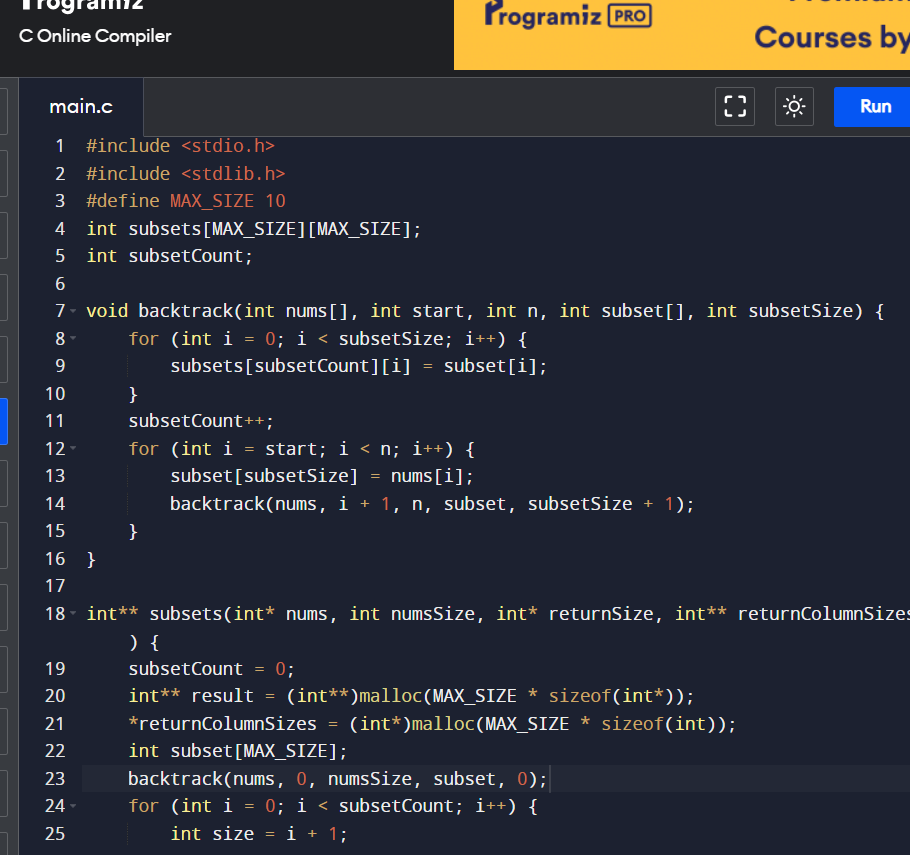 Programiz
C Online Compiler
Programiz PRO
Courses by
main.c
Run
1 #include <stdio.h>
2 #include <stdlib.h>
3 #define MAX_SIZE 10
4 int subsets[MAX_SIZE][MAX_SIZE];
5 int subsetCount;
6
7 void backtrack(int nums[], int start, int n, int subset[], int subsetSize) {
8 for (int i = 0; i < subsetSize; i++) {
9 subsets[subsetCount][i] = subset[i];
10 }
11 subsetCount++;
12 for (int i = start; i < n; i++) {
13 subset[subsetSize] = nums[i];
14 backtrack(nums, i + 1, n, subset, subsetSize + 1);
15 }
16 }
17
18 int** subsets(int* nums, int numsSize, int* returnSize, int** returnColumnSizes
) {
19 subsetCount = 0;
20 int** result = (int**)malloc(MAX_SIZE * sizeof(int*));
21 *returnColumnSizes = (int*)malloc(MAX_SIZE * sizeof(int));
22 int subset[MAX_SIZE];
23 backtrack(nums, 0, numsSize, subset, 0);
24 for (int i = 0; i < subsetCount; i++) {
25 int size = i + 1;